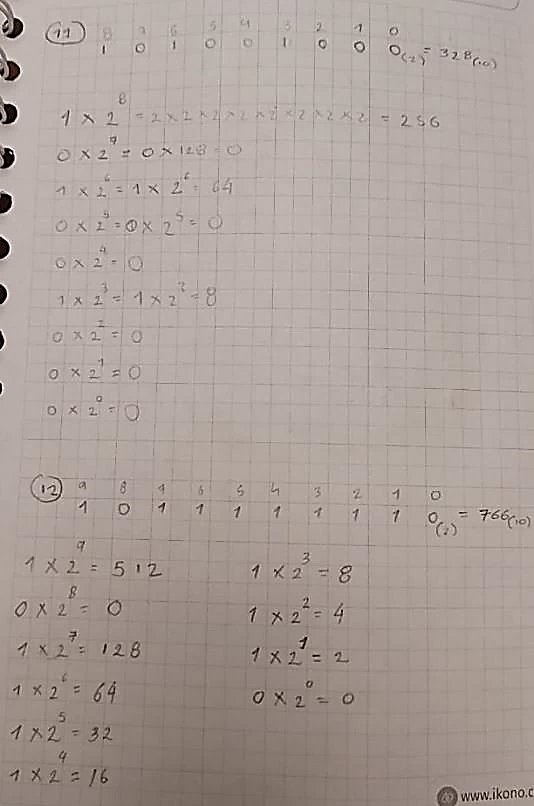 11) 8 7 6 5 4 3 2 1 0
1 0 1 0 0 1 0 0 0(2) = 328(10)
1 × 2^8 = 2×2×2×2×2×2×2×2 = 256
0 × 2^7 = 0 × 128 = 0
1 × 2^6 = 1 × 2^6 = 64
0 × 2^5 = 0 × 2^5 = 0
0 × 2^4 = 0
1 × 2^3 = 1 × 2^3 = 8
0 × 2^2 = 0
0 × 2^1 = 0
0 × 2^0 = 0
12) 9 8 7 6 5 4 3 2 1 0
1 0 1 1 1 1 1 1 1 0(2) = 766(10)
1 × 2^9 = 512
0 × 2^8 = 0
1 × 2^7 = 128
1 × 2^6 = 64
1 × 2^5 = 32
1 × 2^4 = 16
1 × 2^3 = 8
1 × 2^2 = 4
1 × 2^1 = 2
0 × 2^0 = 0
www.ikono.c